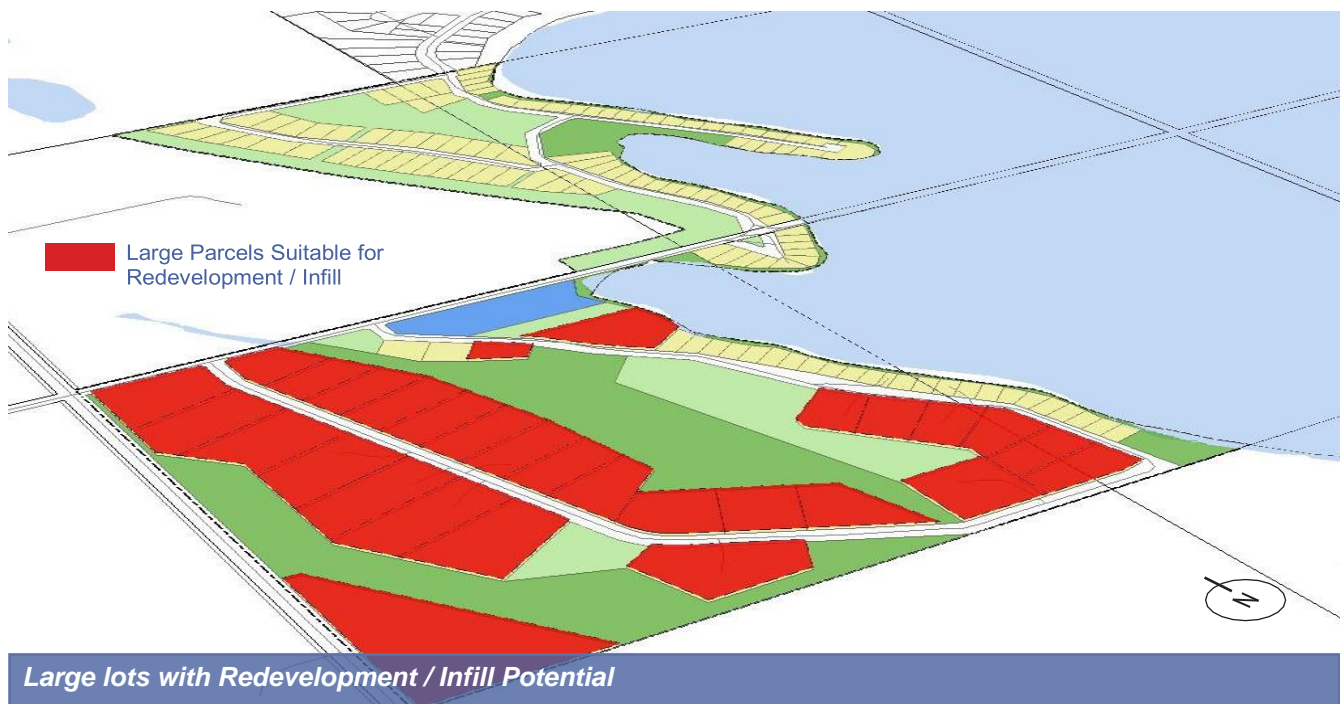 Large Parcels Suitable for
Redevelopment / Infill
N
Large lots with Redevelopment / Infill Potential